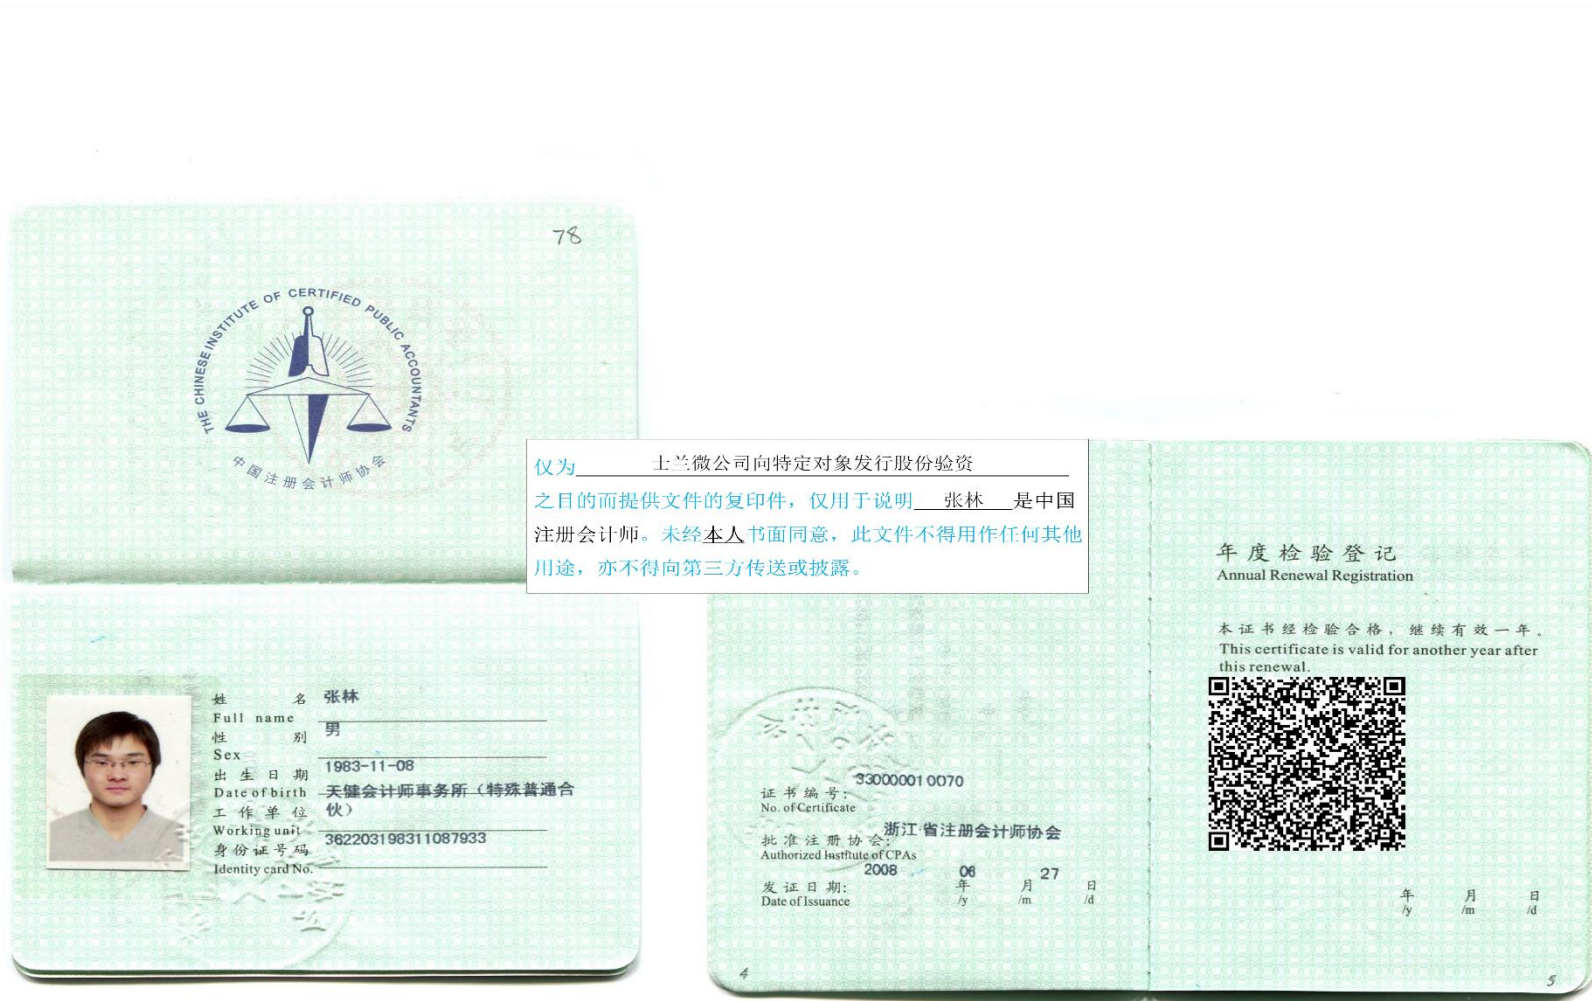 78
THE CHINESE INSTITUTE OF CERTIFIED PUBLIC ACCOUNTANTS
中国注册会计师协会
仅为 士兰微公司向特定对象发行股份验资
之目的而提供文件的复印件，仅用于说明 张林 是中国
注册会计师。未经本人书面同意，此文件不得用作任何其他
用途，亦不得向第三方传送或披露。
姓 名 张林
Full name
性 别 男
Sex
出生日期 1983-11-08
Date of birth
工作单位 天健会计师事务所（特殊普通合
伙）
Working unit
身份证号码 362203198311087933
Identity card No.
证书编号: 330000010070
No. of Certificate
批准注册协会: 浙江省注册会计师协会
Authorized Institute of CPAs
发证日期: 2008 年 06 月 27 日
Date of Issuance /y /m /d
4
年度检验登记
Annual Renewal Registration
本证书经检验合格，继续有效一年。
This certificate is valid for another year after
this renewal.
年 月 日
/y /m /d
5